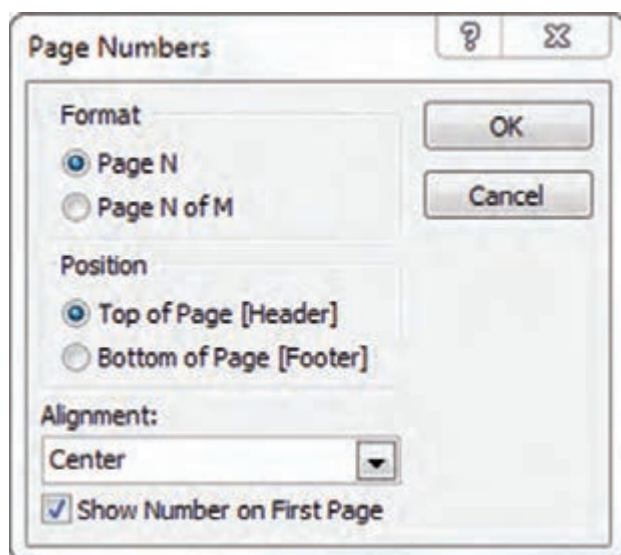 Page Numbers
Format
Page N
Page N of M
OK
Cancel
Position
Top of Page [Header]
Bottom of Page [Footer]
Alignment:
Center
Show Number on First Page